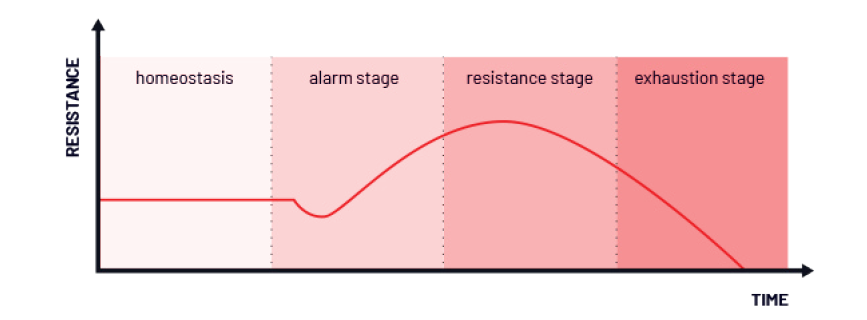 RESISTANCE
homeostasis
alarm stage
resistance stage
exhaustion stage
TIME